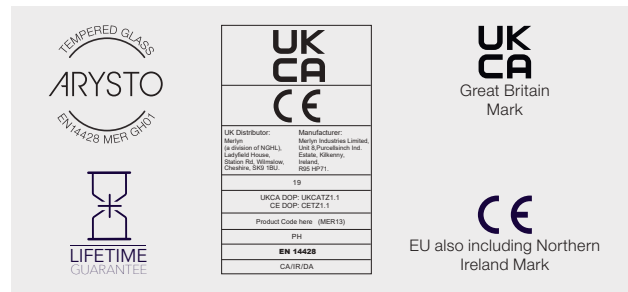 TEMPERED GLASS
ARYSTO
EN14428 MER GH01
LIFETIME
GUARANTEE
UK
CA
CE
UK Distributor:
Merlyn
(a division of NGHL),
Ladyfield House,
Station Rd, Wilmslow,
Cheshire, SK9 1BU.
Manufacturer:
Merlyn Industries Limited,
Unit 8,Purcellsinch Ind.
Estate, Kilkenny,
Ireland,
R95 HP71.
19
UKCA DOP: UKCATZ1.1
CE DOP: CETZ1.1
Product Code here (MER13)
PH
EN 14428
CA/IR/DA
UK
CA
Great Britain
Mark
CE
EU also including Northern
Ireland Mark